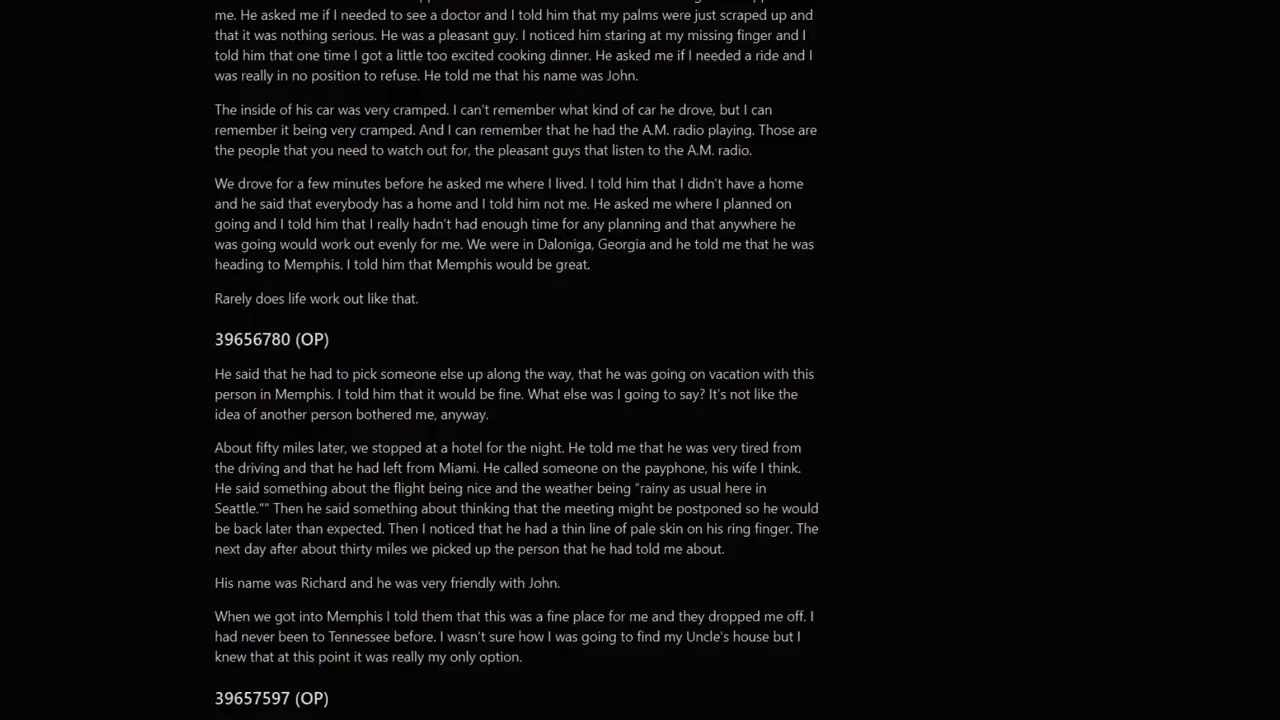 me. He asked me if I needed to see a doctor and I told him that my palms were just scraped up and
that it was nothing serious. He was a pleasant guy. I noticed him staring at my missing finger and I
told him that one time I got a little too excited cooking dinner. He asked me if I needed a ride and I
was really in no position to refuse. He told me that his name was John.
The inside of his car was very cramped. I can't remember what kind of car he drove, but I can
remember it being very cramped. And I can remember that he had the A.M. radio playing. Those are
the people that you need to watch out for, the pleasant guys that listen to the A.M. radio.
We drove for a few minutes before he asked me where I lived. I told him that I didn't have a home
and he said that everybody has a home and I told him not me. He asked me where I planned on
going and I told him that I really hadn't had enough time for any planning and that anywhere he
was going would work out evenly for me. We were in Daloniga, Georgia and he told me that he was
heading to Memphis. I told him that Memphis would be great.
Rarely does life work out like that.
39656780 (OP)
He said that he had to pick someone else up along the way, that he was going on vacation with this
person in Memphis. I told him that it would be fine. What else was I going to say? It's not like the
idea of another person bothered me, anyway.
About fifty miles later, we stopped at a hotel for the night. He told me that he was very tired from
the driving and that he had left from Miami. He called someone on the payphone, his wife I think.
He said something about the flight being nice and the weather being “rainy as usual here in
Seattle."” Then he said something about thinking that the meeting might be postponed so he would
be back later than expected. Then I noticed that he had a thin line of pale skin on his ring finger. The
next day after about thirty miles we picked up the person that he had told me about.
His name was Richard and he was very friendly with John.
When we got into Memphis I told them that this was a fine place for me and they dropped me off. I
had never been to Tennessee before. I wasn't sure how I was going to find my Uncle's house but I
knew that at this point it was really my only option.
39657597 (OP)